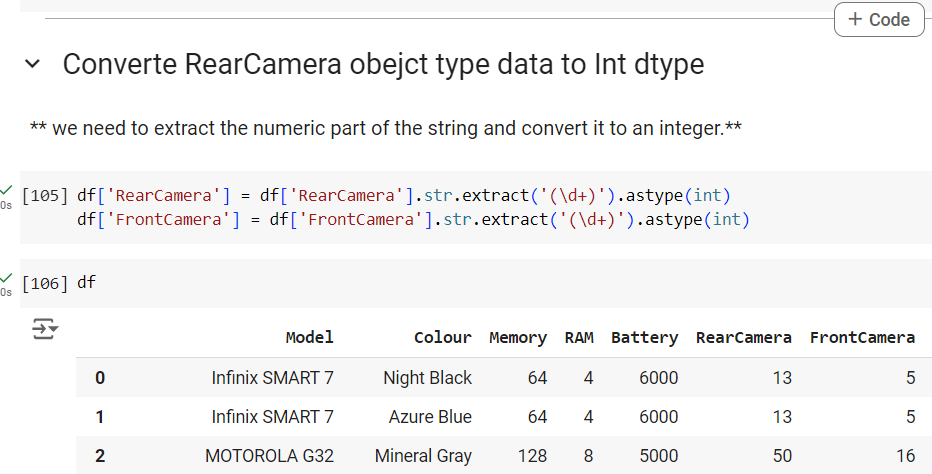 + Code
Converte RearCamera obejct type data to Int dtype
** we need to extract the numeric part of the string and convert it to an integer.**
[105] df['RearCamera'] = df['RearCamera'].str.extract('(\d+)').astype(int)
0s df['FrontCamera'] = df['FrontCamera'].str.extract('(\d+)').astype(int)
[106] df
0s
Model Colour Memory RAM Battery RearCamera FrontCamera
0 Infinix SMART 7 Night Black 64 4 6000 13 5
1 Infinix SMART 7 Azure Blue 64 4 6000 13 5
2 MOTOROLA G32 Mineral Gray 128 8 5000 50 16